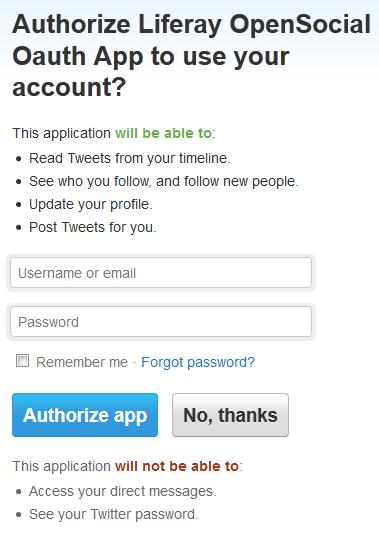 Authorize Liferay OpenSocial
Oauth App to use your
account?
This application will be able to:
• Read Tweets from your timeline.
• See who you follow, and follow new people.
• Update your profile.
• Post Tweets for you.
Username or email
Password
Remember me · Forgot password?
Authorize app No, thanks
This application will not be able to:
• Access your direct messages.
• See your Twitter password.